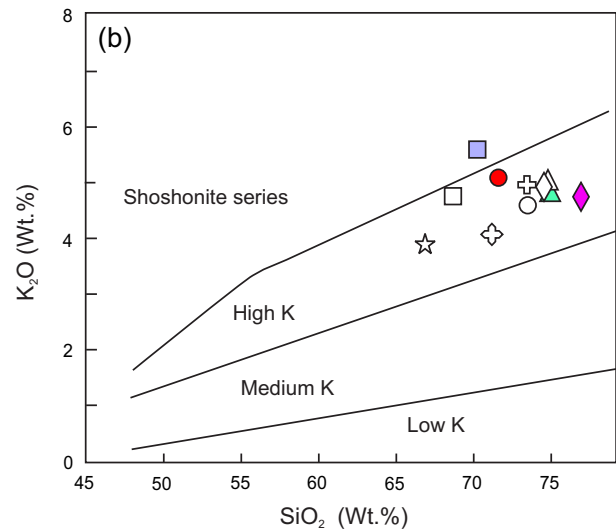 (b)
8
6
4
2
0
K₂O (Wt.%)
Shoshonite series
High K
Medium K
Low K
45 50 55 60 65 70 75
SiO₂ (Wt.%)